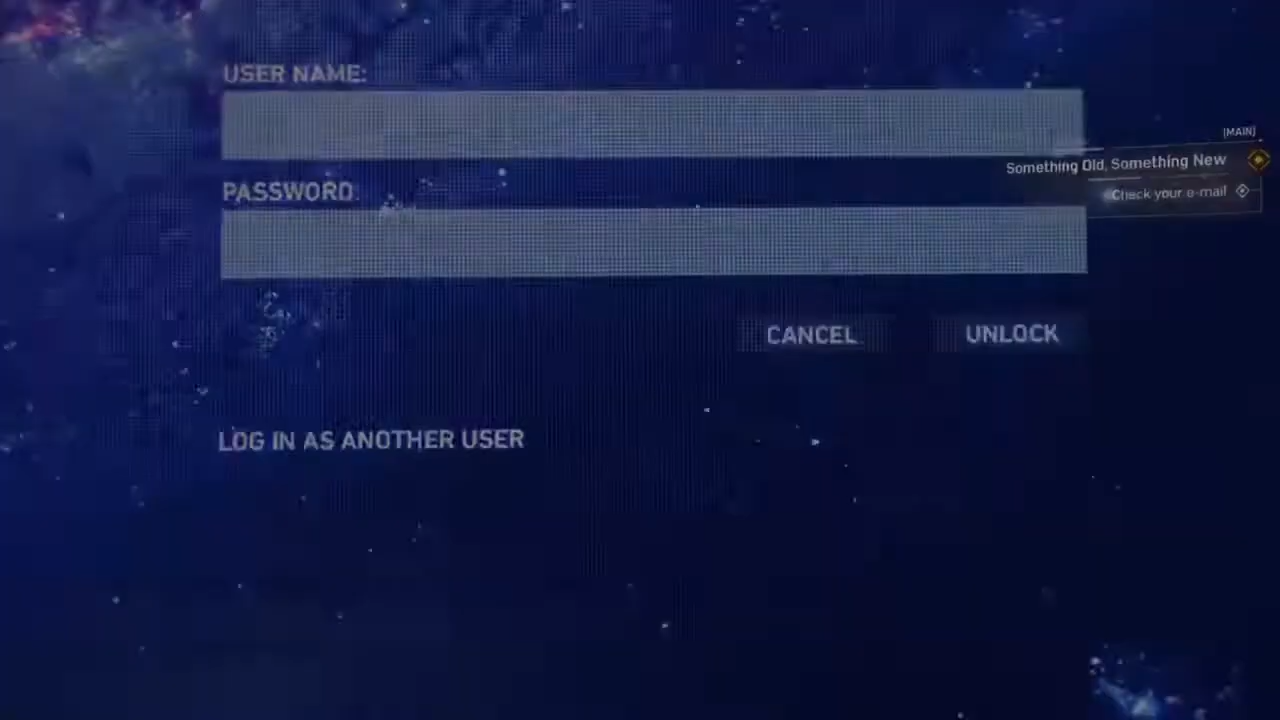 USER NAME:
[MAIN]
Something Old, Something New
PASSWORD:
Check your e-mail
CANCEL
UNLOCK
LOG IN AS ANOTHER USER